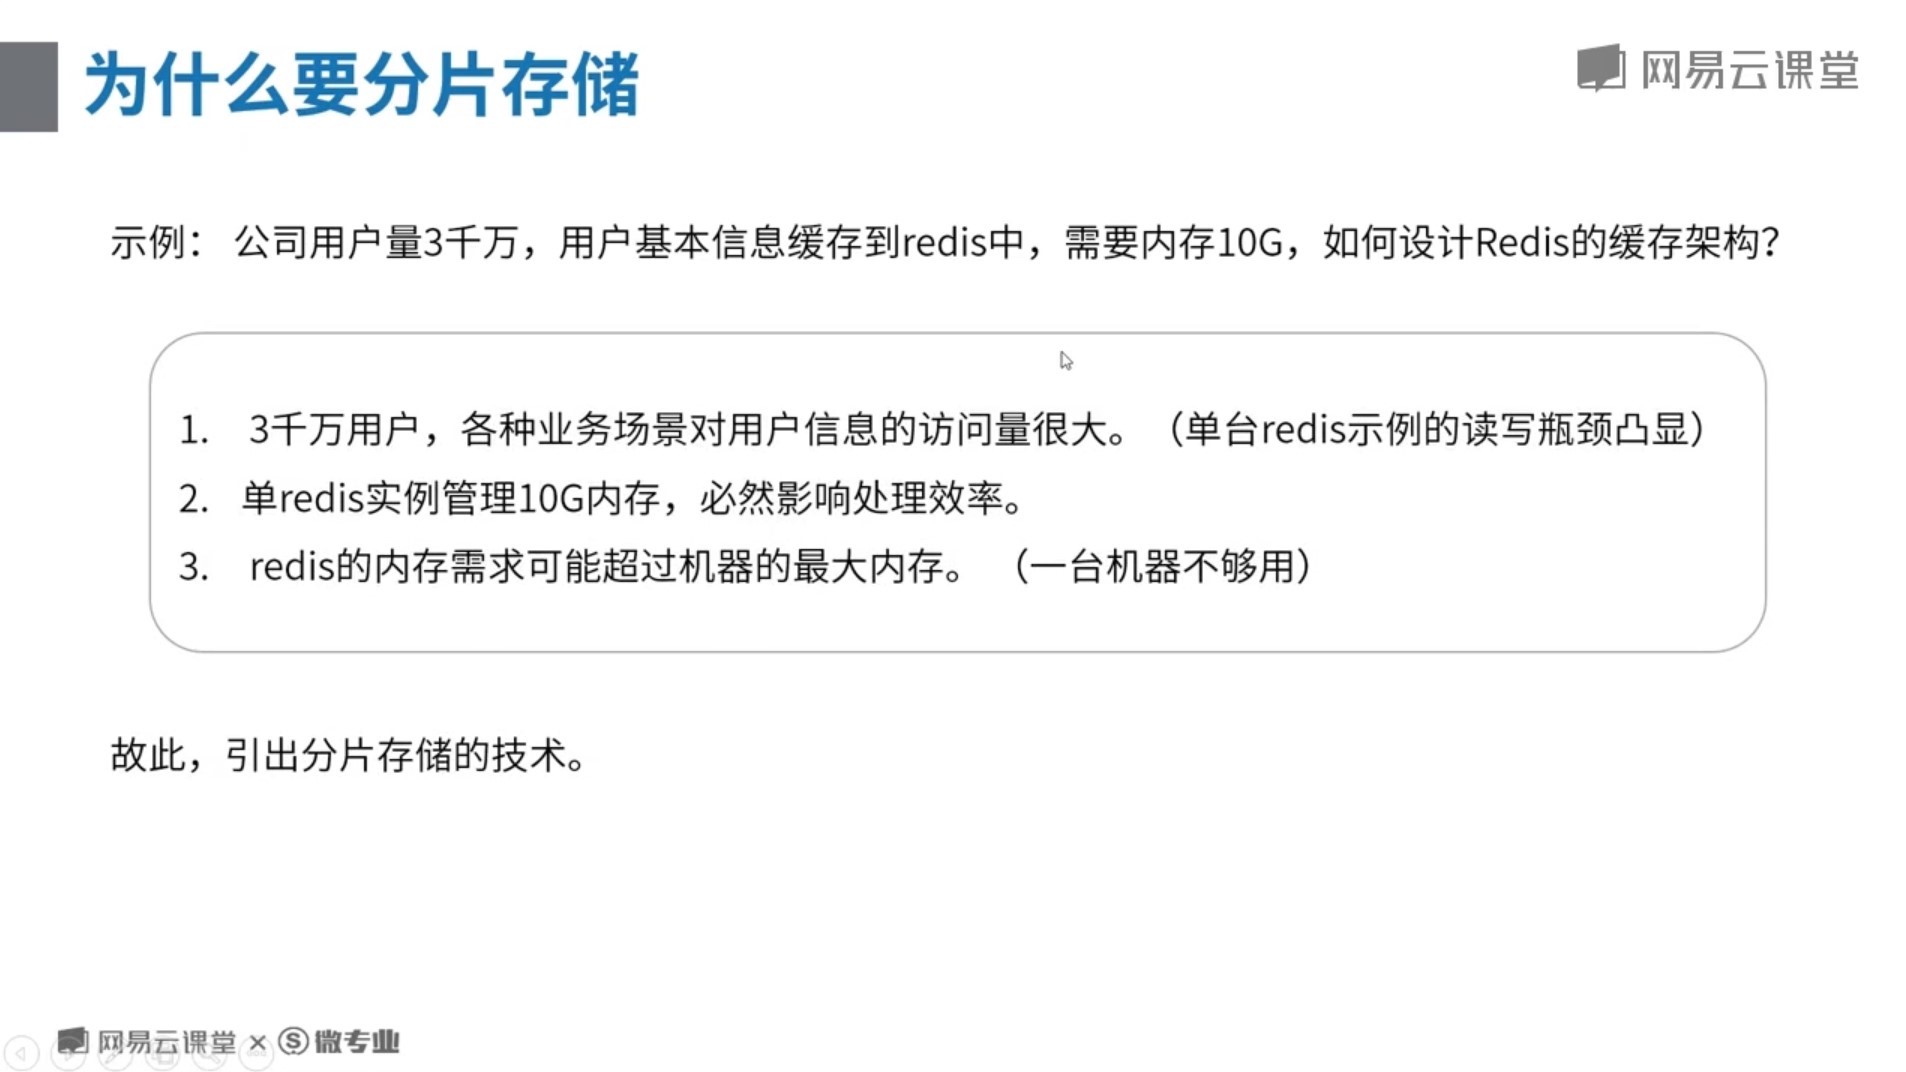 为什么要分片存储
网易云课堂
示例： 公司用户量3千万，用户基本信息缓存到redis中，需要内存10G，如何设计Redis的缓存架构？
1. 3千万用户，各种业务场景对用户信息的访问量很大。（单台redis示例的读写瓶颈凸显）
2. 单redis实例管理10G内存，必然影响处理效率。
3. redis的内存需求可能超过机器的最大内存。（一台机器不够用）
故此，引出分片存储的技术。
网易云课堂 × S 微专业